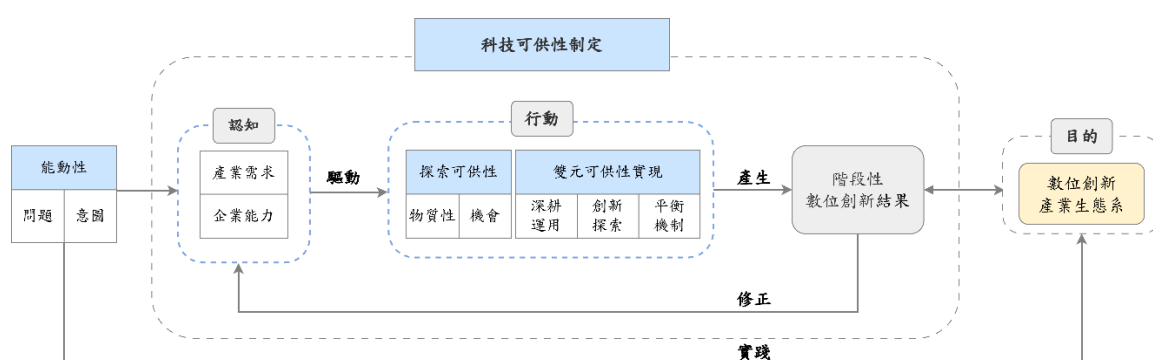 科技可供性制定
認知
行動
目的
能動性
問題
意圖
產業需求
企業能力
驅動
探索可供性
物質性
機會
雙元可供性實現
深耕
運用
創新
探索
平衡
機制
產生
階段性
數位創新結果
數位創新
產業生態系
修正
實踐